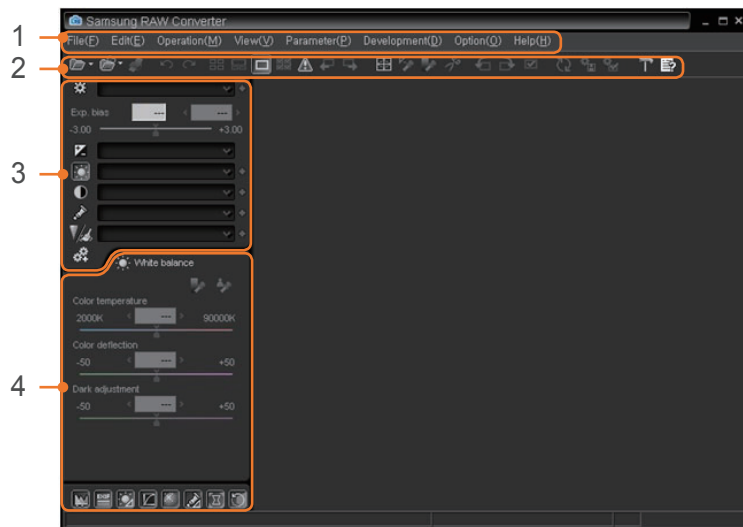 Samsung RAW Converter
1
File(F) Edit(E) Operation(M) View(V) Parameter(P) Development(D) Option(O) Help(H)
2
Exp. bias --- ---
-3.00 +3.00
3
White balance
Color temperature
2000K --- 90000K
Color deflection
-50 --- +50
4
Dark adjustment
-50 --- +50
EXIF